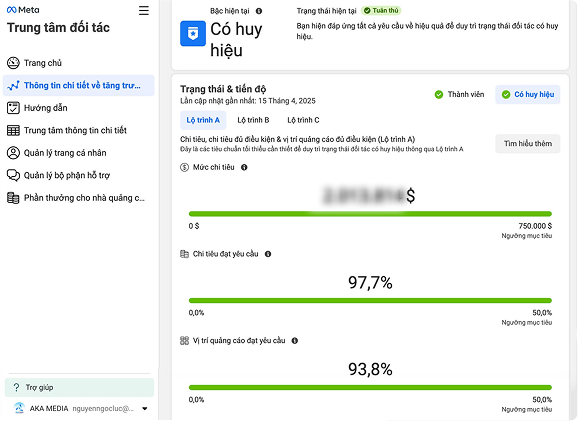 Meta
Trung tâm đối tác
Trang chủ
Thông tin chi tiết về tăng trư...
Hướng dẫn
Trung tâm thông tin chi tiết
Quản lý trang cá nhân
Quản lý bộ phận hỗ trợ
Phần thưởng cho nhà quảng c...
Trợ giúp
AKA MEDIA nguyenngocluc@...
Bậc hiện tại
Có huy
hiệu
Trạng thái hiện tại Tuân thủ
Bạn hiện đáp ứng tất cả yêu cầu về hiệu quả để duy trì trạng thái đối tác có huy
hiệu.
Trạng thái & tiến độ
Lần cập nhật gần nhất: 15 Tháng 4, 2025
Thành viên
Có huy hiệu
Lộ trình A Lộ trình B Lộ trình C
Chi tiêu, chi tiêu đủ điều kiện & vị trí quảng cáo đủ điều kiện (Lộ trình A)
Đây là các tiêu chuẩn tối thiểu cần thiết để duy trì trạng thái đối tác có huy hiệu thông qua Lộ trình A
Tìm hiểu thêm
Mức chi tiêu
$
0 $ 750.000 $
Ngưỡng mục tiêu
Chi tiêu đạt yêu cầu
97,7%
0,0% 50,0%
Ngưỡng mục tiêu
Vị trí quảng cáo đạt yêu cầu
93,8%
0,0% 50,0%
Ngưỡng mục tiêu